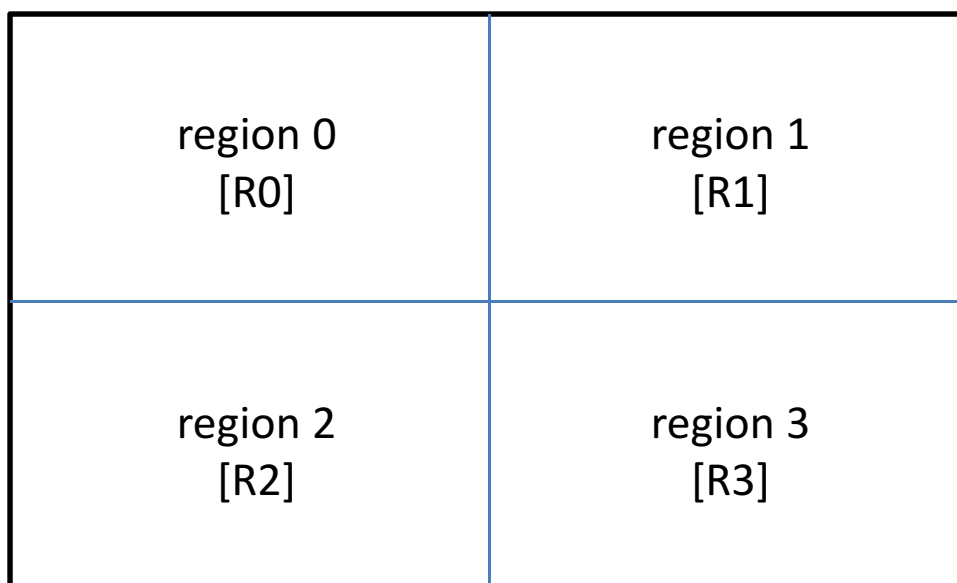 region 0
[R0]
region 1
[R1]
region 2
[R2]
region 3
[R3]